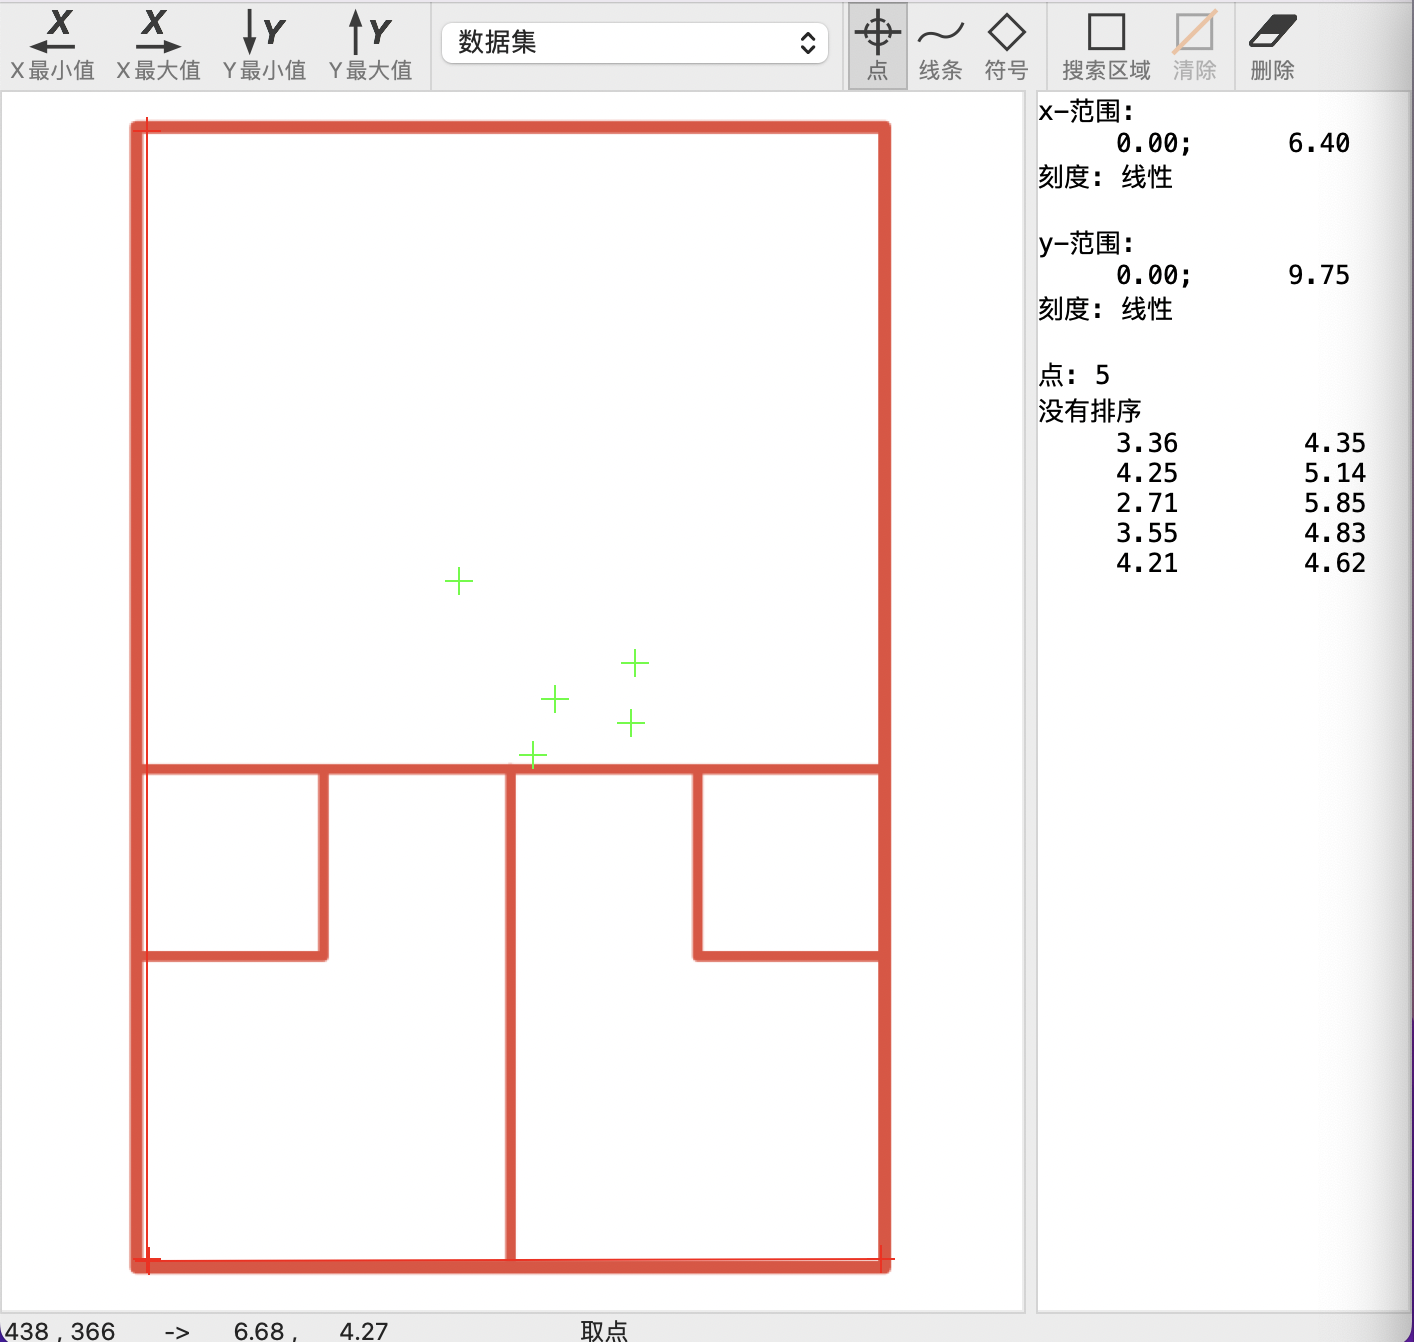 X X Y Y
X 最小值 X 最大值 Y 最小值 Y 最大值
数据集
点 线条 符号 搜索区域 清除 删除
x-范围:
0.00; 6.40
刻度: 线性
y-范围:
0.00; 9.75
刻度: 线性
点: 5
没有排序
3.36 4.35
4.25 5.14
2.71 5.85
3.55 4.83
4.21 4.62
438 , 366 -> 6.68 , 4.27 取点